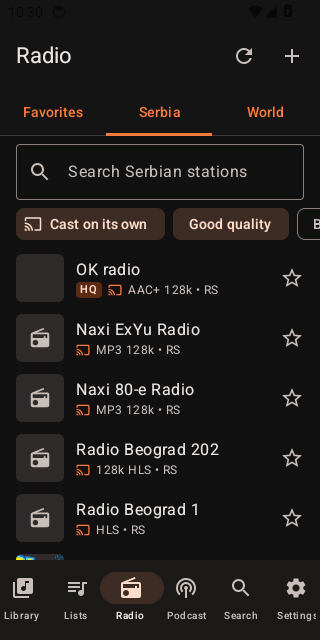 10:30
Radio
Favorites
Serbia
World
Search Serbian stations
Cast on its own
Good quality
B
OK radio
HQ AAC+ 128k • RS
Naxi ExYu Radio
MP3 128k • RS
Naxi 80-e Radio
MP3 128k • RS
Radio Beograd 202
128k HLS • RS
Radio Beograd 1
HLS • RS
Library
Lists
Radio
Podcast
Search
Settings